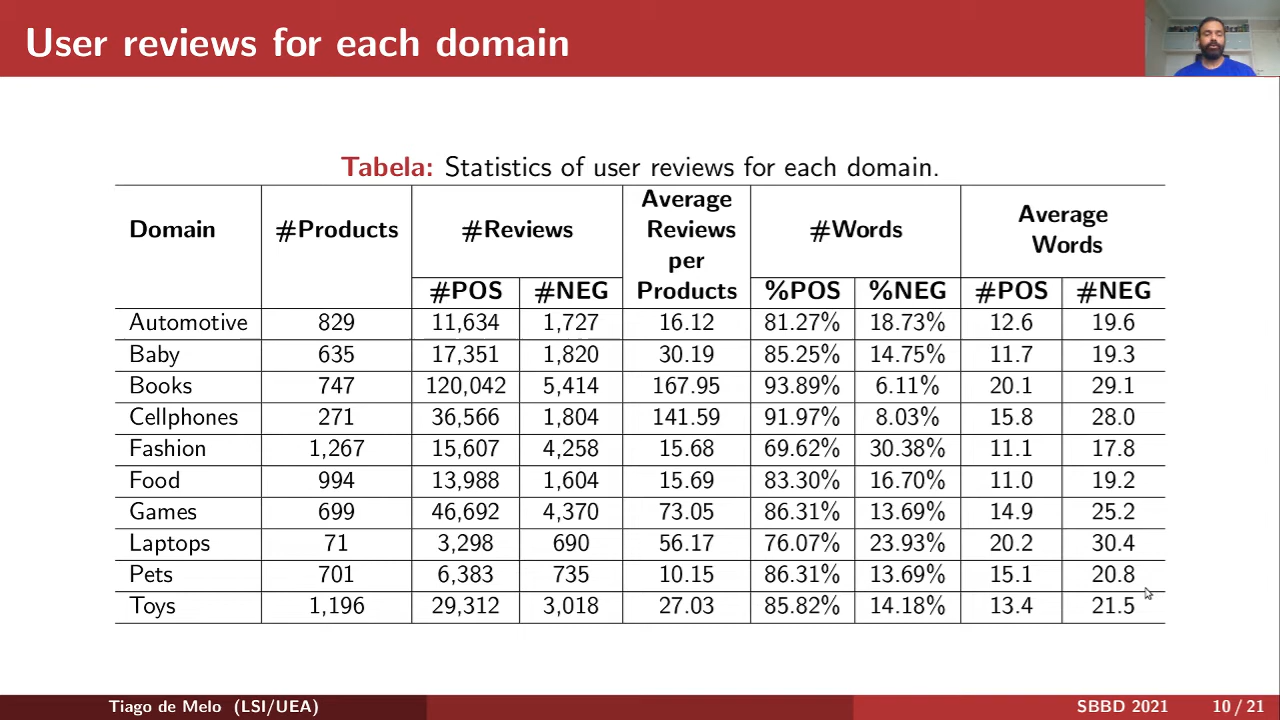 User reviews for each domain
Tabela: Statistics of user reviews for each domain.
Domain #Products #Reviews Average Reviews per Products #Words Average Words
#POS #NEG %POS %NEG #POS #NEG
Automotive 829 11,634 1,727 16.12 81.27% 18.73% 12.6 19.6
Baby 635 17,351 1,820 30.19 85.25% 14.75% 11.7 19.3
Books 747 120,042 5,414 167.95 93.89% 6.11% 20.1 29.1
Cellphones 271 36,566 1,804 141.59 91.97% 8.03% 15.8 28.0
Fashion 1,267 15,607 4,258 15.68 69.62% 30.38% 11.1 17.8
Food 994 13,988 1,604 15.69 83.30% 16.70% 11.0 19.2
Games 699 46,692 4,370 73.05 86.31% 13.69% 14.9 25.2
Laptops 71 3,298 690 56.17 76.07% 23.93% 20.2 30.4
Pets 701 6,383 735 10.15 86.31% 13.69% 15.1 20.8
Toys 1,196 29,312 3,018 27.03 85.82% 14.18% 13.4 21.5
Tiago de Melo (LSI/UEA) SBBD 2021 10 / 21